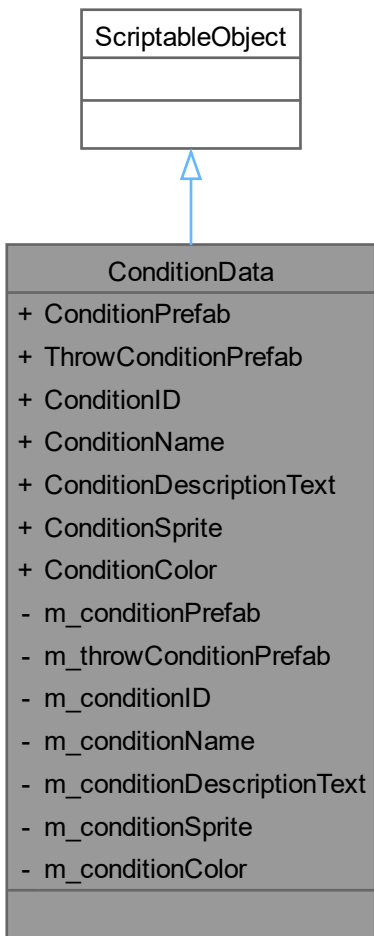 ScriptableObject
ConditionData
+ ConditionPrefab
+ ThrowConditionPrefab
+ ConditionID
+ ConditionName
+ ConditionDescriptionText
+ ConditionSprite
+ ConditionColor
- m_conditionPrefab
- m_throwConditionPrefab
- m_conditionID
- m_conditionName
- m_conditionDescriptionText
- m_conditionSprite
- m_conditionColor